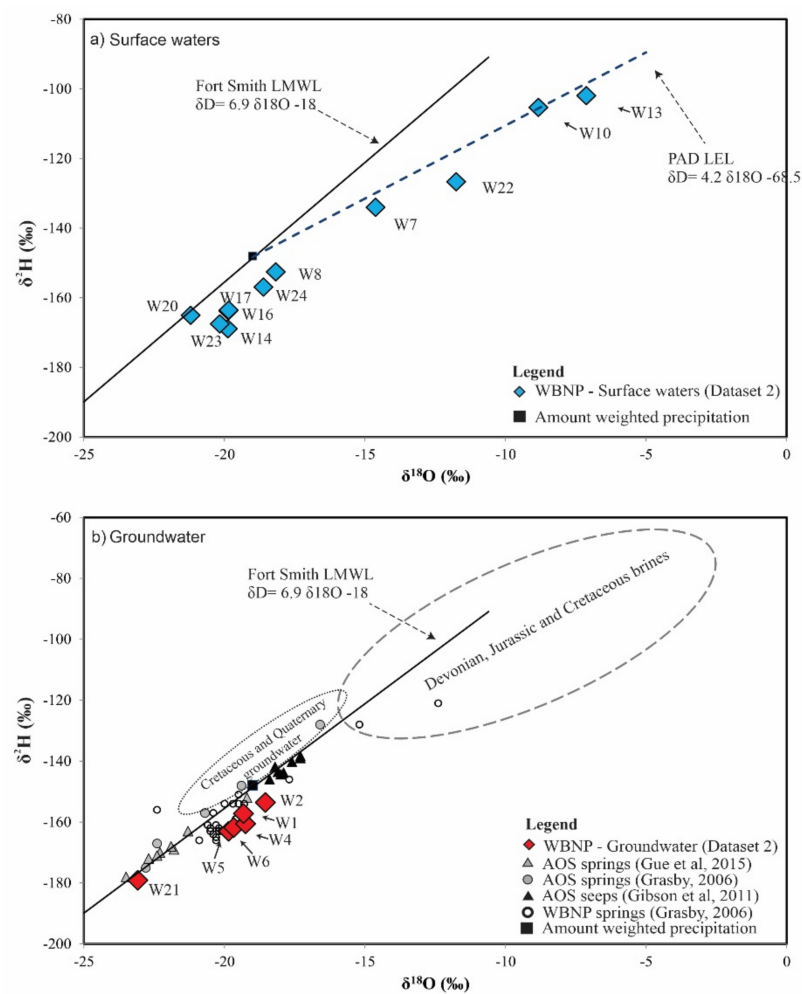 a) Surface waters
-80
-100
-120
-140
-160
-180
-200
δ²H (‰)
Fort Smith LMWL
δD= 6.9 δ18O -18
W13
W10
PAD LEL
δD= 4.2 δ18O -68.5
W22
W7
W8
W24
W17
W20
W16
W23
W14
Legend
WBNP - Surface waters (Dataset 2)
Amount weighted precipitation
-25
-20
-15
-10
-5
0
δ¹⁸O (‰)
b) Groundwater
-60
-80
-100
-120
-140
-160
-180
-200
δ²H (‰)
Fort Smith LMWL
δD= 6.9 δ18O -18
Devonian, Jurassic and Cretaceous brines
Cretaceous and Quaternary
groundwater
W2
W1
W4
W5
W6
W21
Legend
WBNP - Groundwater (Dataset 2)
AOS springs (Gue et al, 2015)
AOS springs (Grasby, 2006)
AOS seeps (Gibson et al, 2011)
WBNP springs (Grasby, 2006)
Amount weighted precipitation
-25
-20
-15
-10
-5
0
δ¹⁸O (‰)